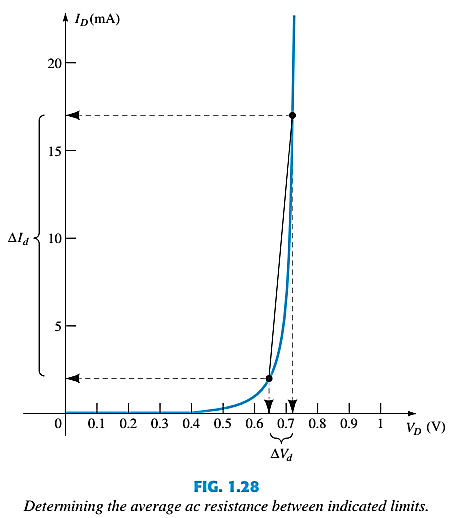 I_D (mA)
20
15
ΔI_d
10
5
0 0.1 0.2 0.3 0.4 0.5 0.6 0.7 0.8 0.9 1 V_D (V)
ΔV_d
FIG. 1.28
Determining the average ac resistance between indicated limits.